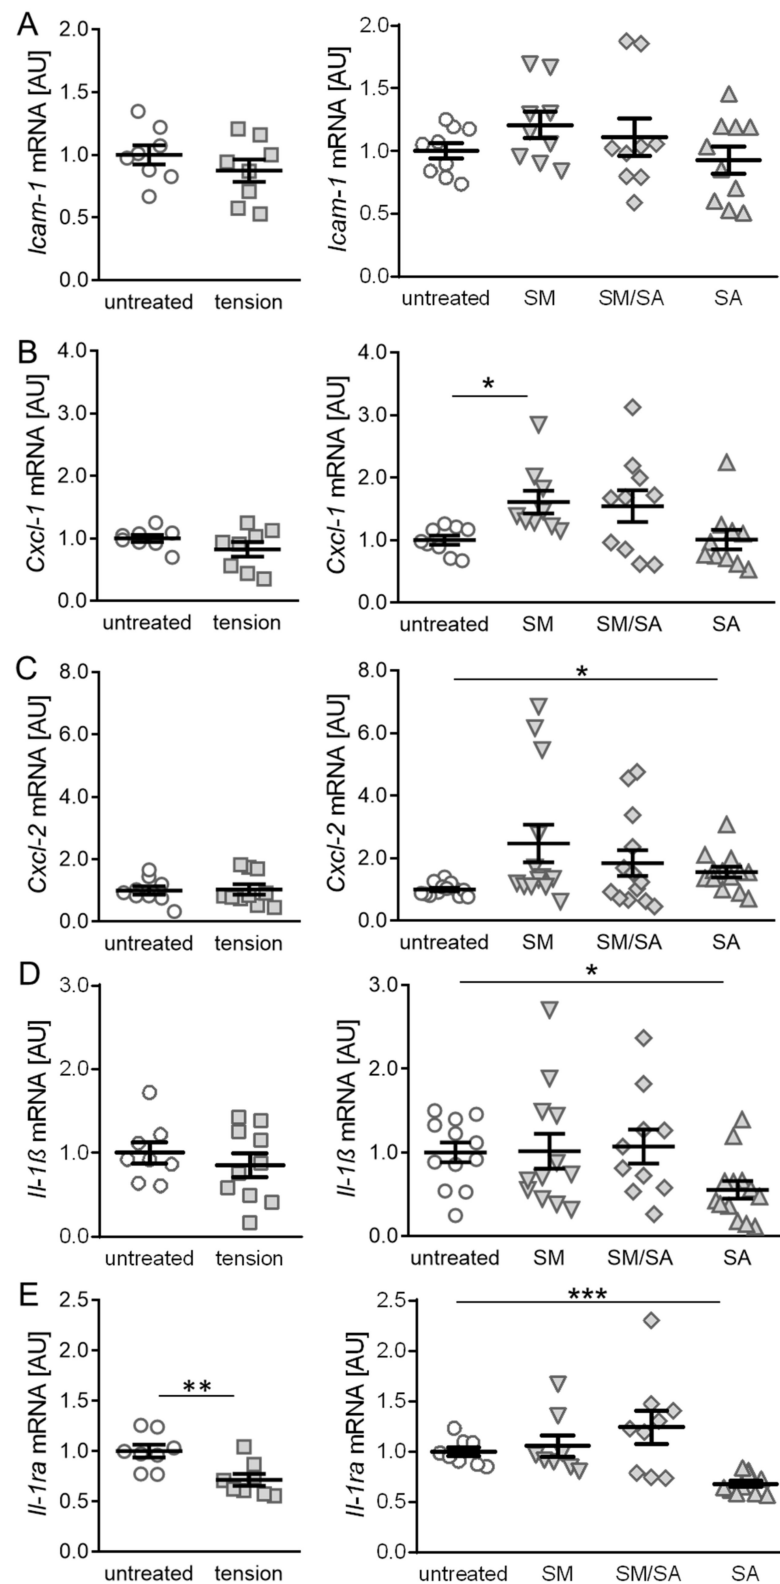 A
Icam-1 mRNA [AU]
2.0
1.5
1.0
0.5
0.0
untreated tension
Icam-1 mRNA [AU]
2.0
1.5
1.0
0.5
0.0
untreated SM SM/SA SA
B
Cxcl-1 mRNA [AU]
4.0
3.0
2.0
1.0
0.0
untreated tension
Cxcl-1 mRNA [AU]
4.0
3.0
2.0
1.0
0.0
*
untreated SM SM/SA SA
C
Cxcl-2 mRNA [AU]
8.0
6.0
4.0
2.0
0.0
untreated tension
Cxcl-2 mRNA [AU]
8.0
6.0
4.0
2.0
0.0
*
untreated SM SM/SA SA
D
Il-1ß mRNA [AU]
3.0
2.0
1.0
0.0
untreated tension
Il-1ß mRNA [AU]
3.0
2.0
1.0
0.0
*
untreated SM SM/SA SA
E
Il-1ra mRNA [AU]
2.5
2.0
1.5
1.0
0.5
0.0
**
untreated tension
Il-1ra mRNA [AU]
2.5
2.0
1.5
1.0
0.5
0.0
***
untreated SM SM/SA SA